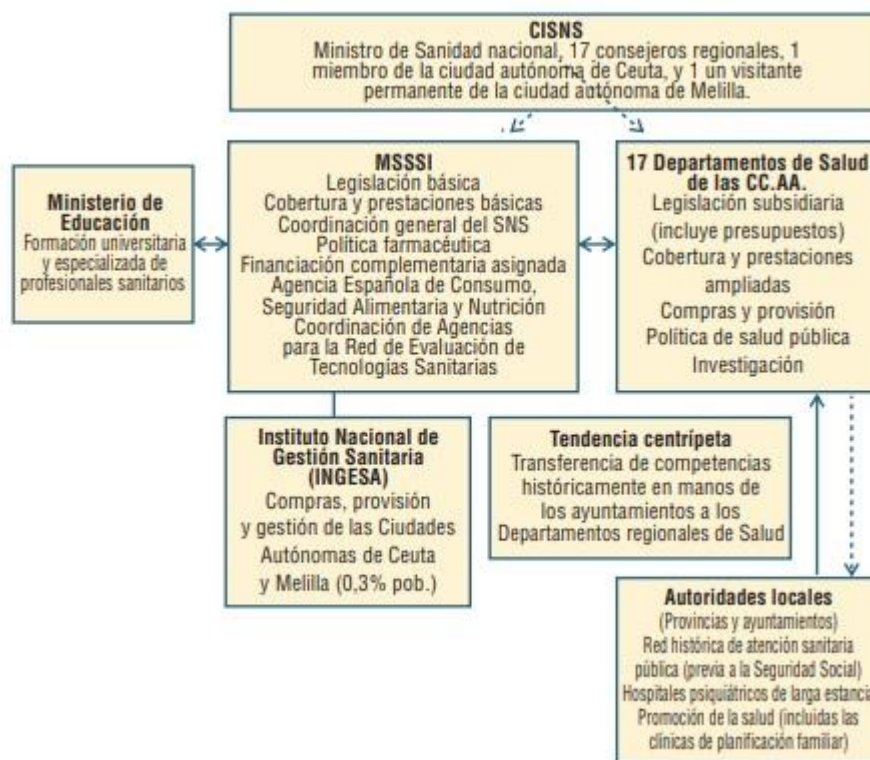 CISNS
Ministro de Sanidad nacional, 17 consejeros regionales, 1
miembro de la ciudad autónoma de Ceuta, y 1 un visitante
permanente de la ciudad autónoma de Melilla.
Ministerio de
Educación
Formación universitaria
y especializada de
profesionales sanitarios
MSSSI
Legislación básica
Cobertura y prestaciones básicas
Coordinación general del SNS
Política farmacéutica
Financiación complementaria asignada
Agencia Española de Consumo,
Seguridad Alimentaria y Nutrición
Coordinación de Agencias
para la Red de Evaluación de
Tecnologías Sanitarias
17 Departamentos de Salud
de las CC.AA.
Legislación subsidiaria
(incluye presupuestos)
Cobertura y prestaciones
ampliadas
Compras y provisión
Política de salud pública
Investigación
Instituto Nacional de
Gestión Sanitaria
(INGESA)
Compras, provisión
y gestión de las Ciudades
Autónomas de Ceuta
y Melilla (0,3% pob.)
Tendencia centrípeta
Transferencia de competencias
históricamente en manos de
los ayuntamientos a los
Departamentos regionales de Salud
Autoridades locales
(Provincias y ayuntamientos)
Red histórica de atención sanitaria
pública (previa a la Seguridad Social)
Hospitales psiquiátricos de larga estancia
Promoción de la salud (incluidas las
clínicas de planificación familiar)